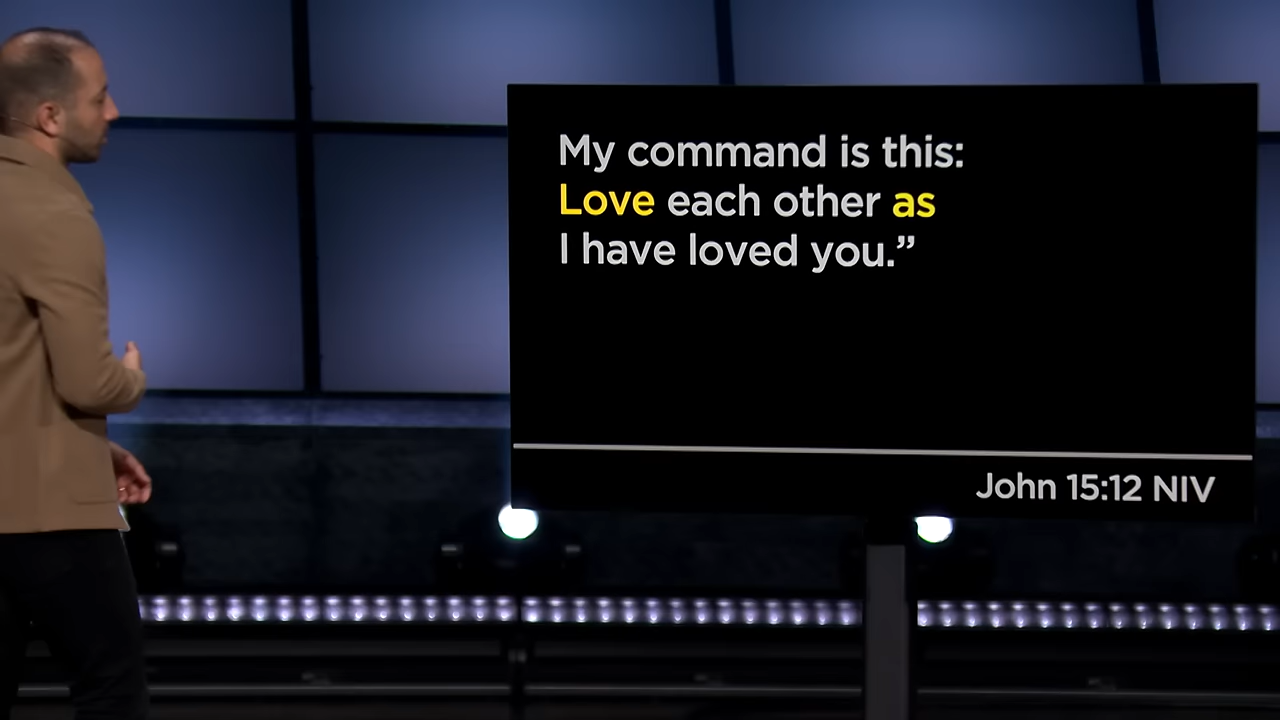 My command is this:
Love each other as
I have loved you.”
John 15:12 NIV